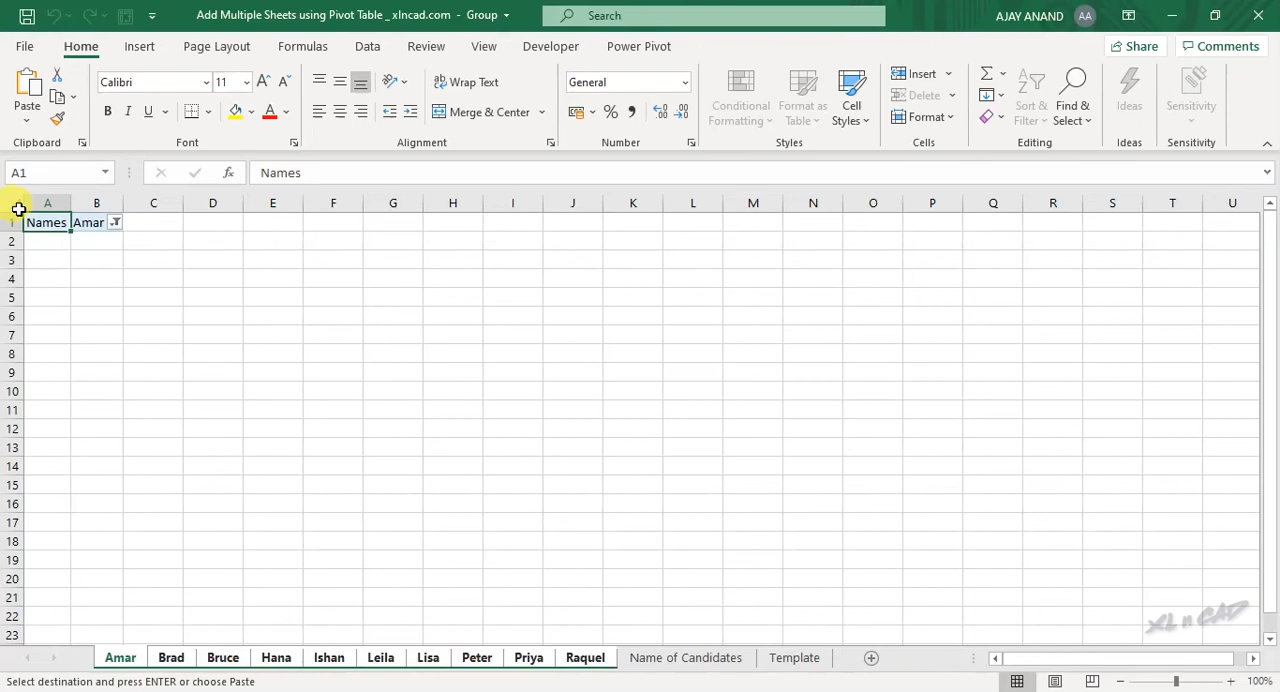 Add Multiple Sheets using Pivot Table _ xlncad.com - Group
Search
AJAY ANAND AA
File Home Insert Page Layout Formulas Data Review View Developer Power Pivot Share Comments
Paste
Calibri 11
B I U
Wrap Text
Merge & Center
General
Conditional Formatting
Format as Table
Cell Styles
Insert
Delete
Format
Sort & Filter
Find & Select
Ideas
Sensitivity
Clipboard Font Alignment Number Styles Cells Editing Ideas Sensitivity
A1 fx Names
A B C D E F G H I J K L M N O P Q R S T U
1 Names Amar
2
3
4
5
6
7
8
9
10
11
12
13
14
15
16
17
18
19
20
21
22
23
XL n CAD
Amar Brad Bruce Hana Ishan Leila Lisa Peter Priya Raquel Name of Candidates Template
Select destination and press ENTER or choose Paste 100%